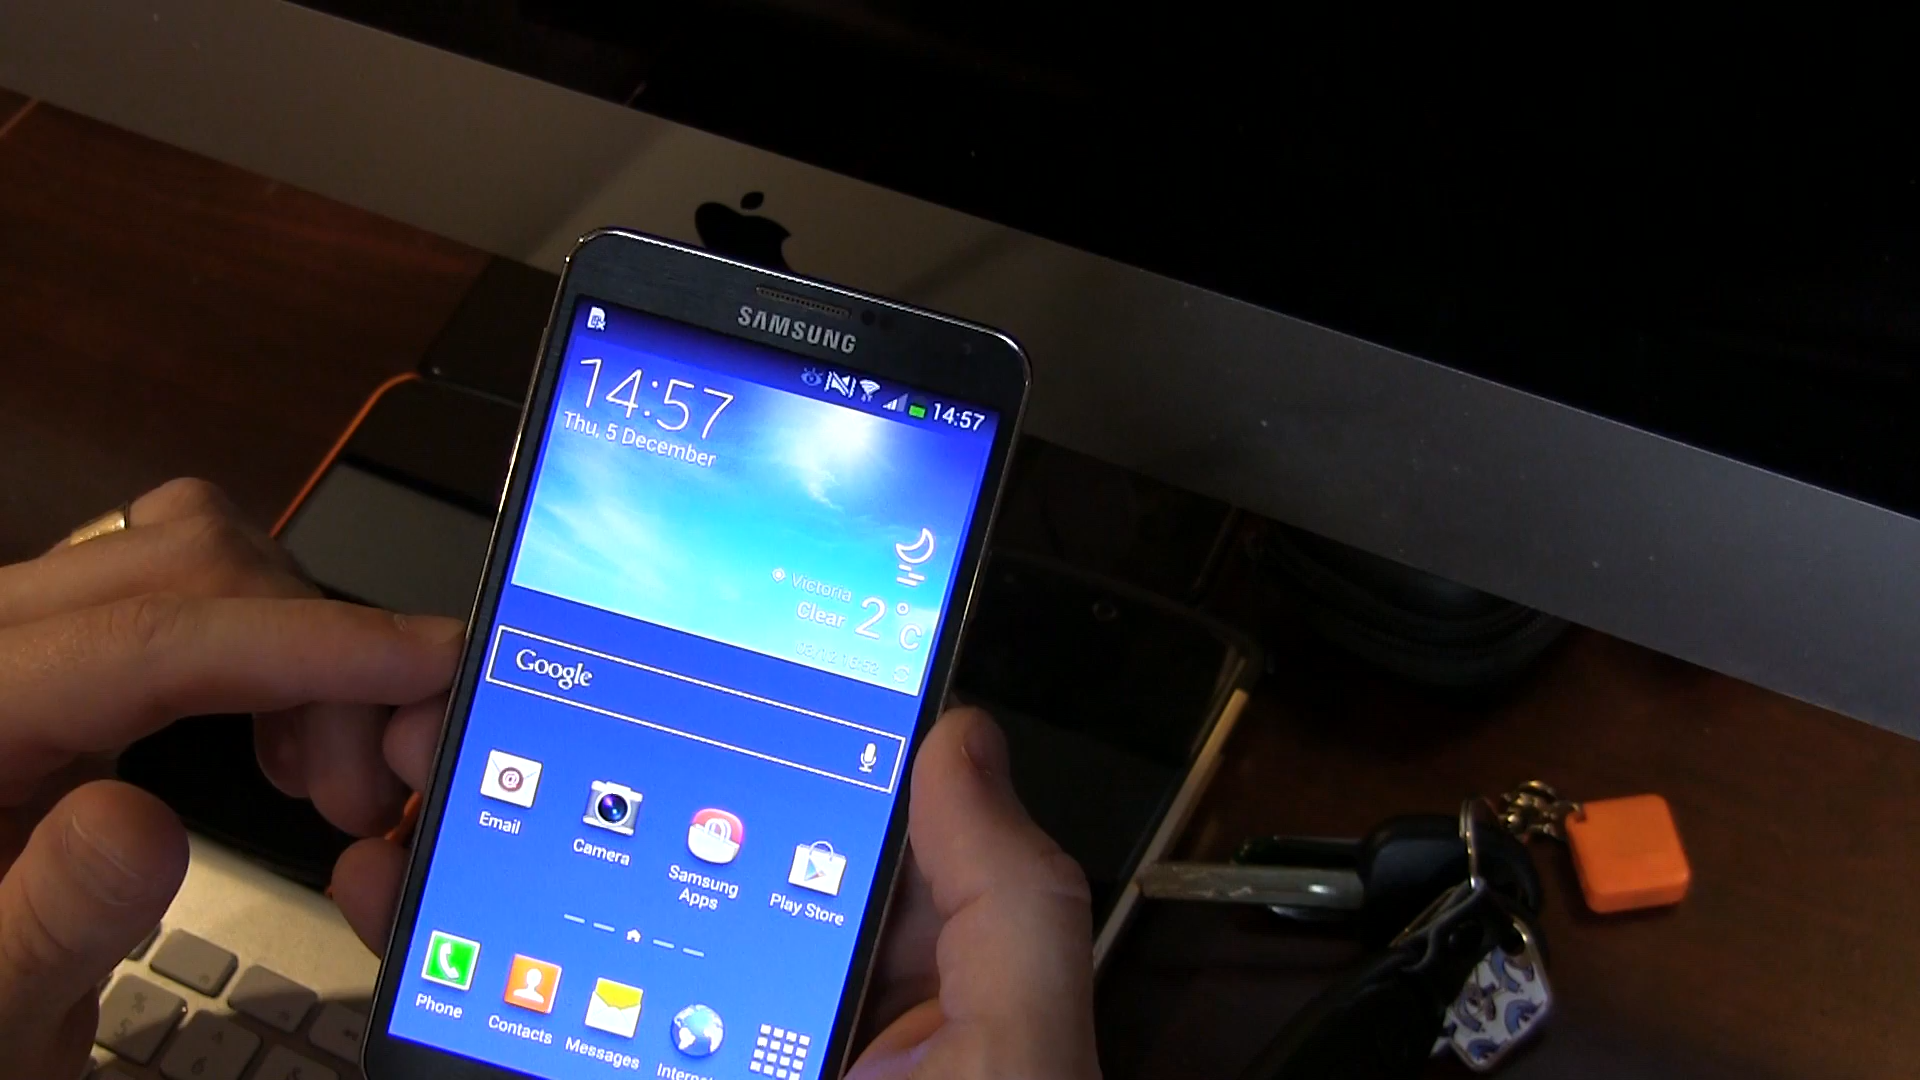 SAMSUNG
14:57
14:57
Thu, 5 December
Victoria
Clear 2°C
Google
Email
Camera
Samsung
Apps
Play Store
Phone
Contacts
Messages